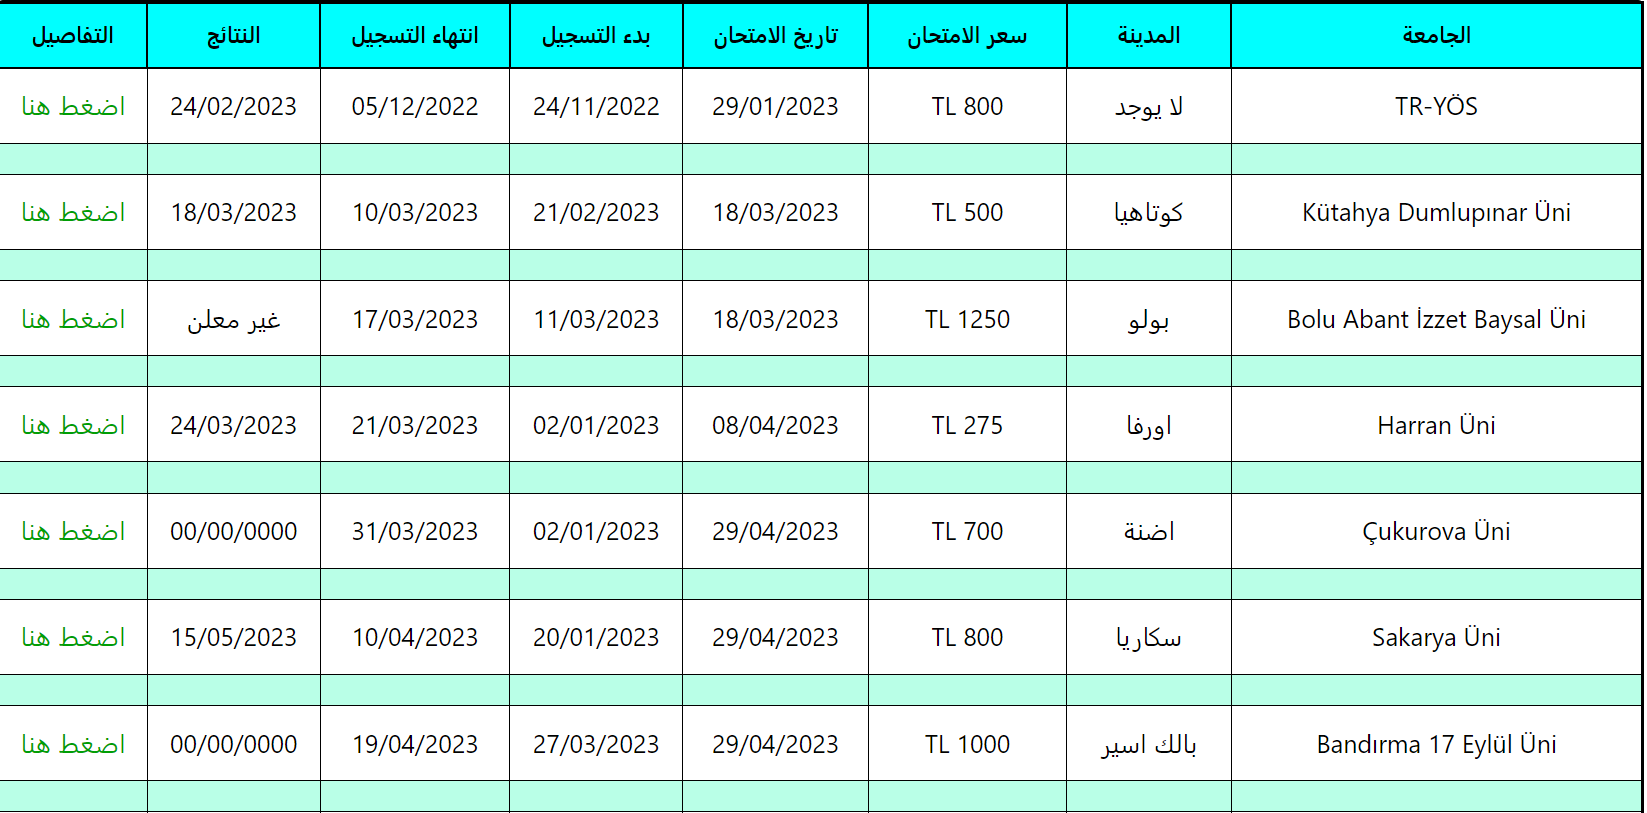 الجامعة المدينة سعر الامتحان تاريخ الامتحان بدء التسجيل انتهاء التسجيل النتائج التفاصيل
TR-YÖS لا يوجد TL 800 29/01/2023 24/11/2022 05/12/2022 24/02/2023 اضغط هنا
Kütahya Dumlupınar Üni كوتاهيا TL 500 18/03/2023 21/02/2023 10/03/2023 18/03/2023 اضغط هنا
Bolu Abant İzzet Baysal Üni بولو TL 1250 18/03/2023 11/03/2023 17/03/2023 غير معلن اضغط هنا
Harran Üni اورفا TL 275 08/04/2023 02/01/2023 21/03/2023 24/03/2023 اضغط هنا
Çukurova Üni اضنة TL 700 29/04/2023 02/01/2023 31/03/2023 00/00/0000 اضغط هنا
Sakarya Üni سكاريا TL 800 29/04/2023 20/01/2023 10/04/2023 15/05/2023 اضغط هنا
Bandırma 17 Eylül Üni بالك اسير TL 1000 29/04/2023 27/03/2023 19/04/2023 00/00/0000 اضغط هنا